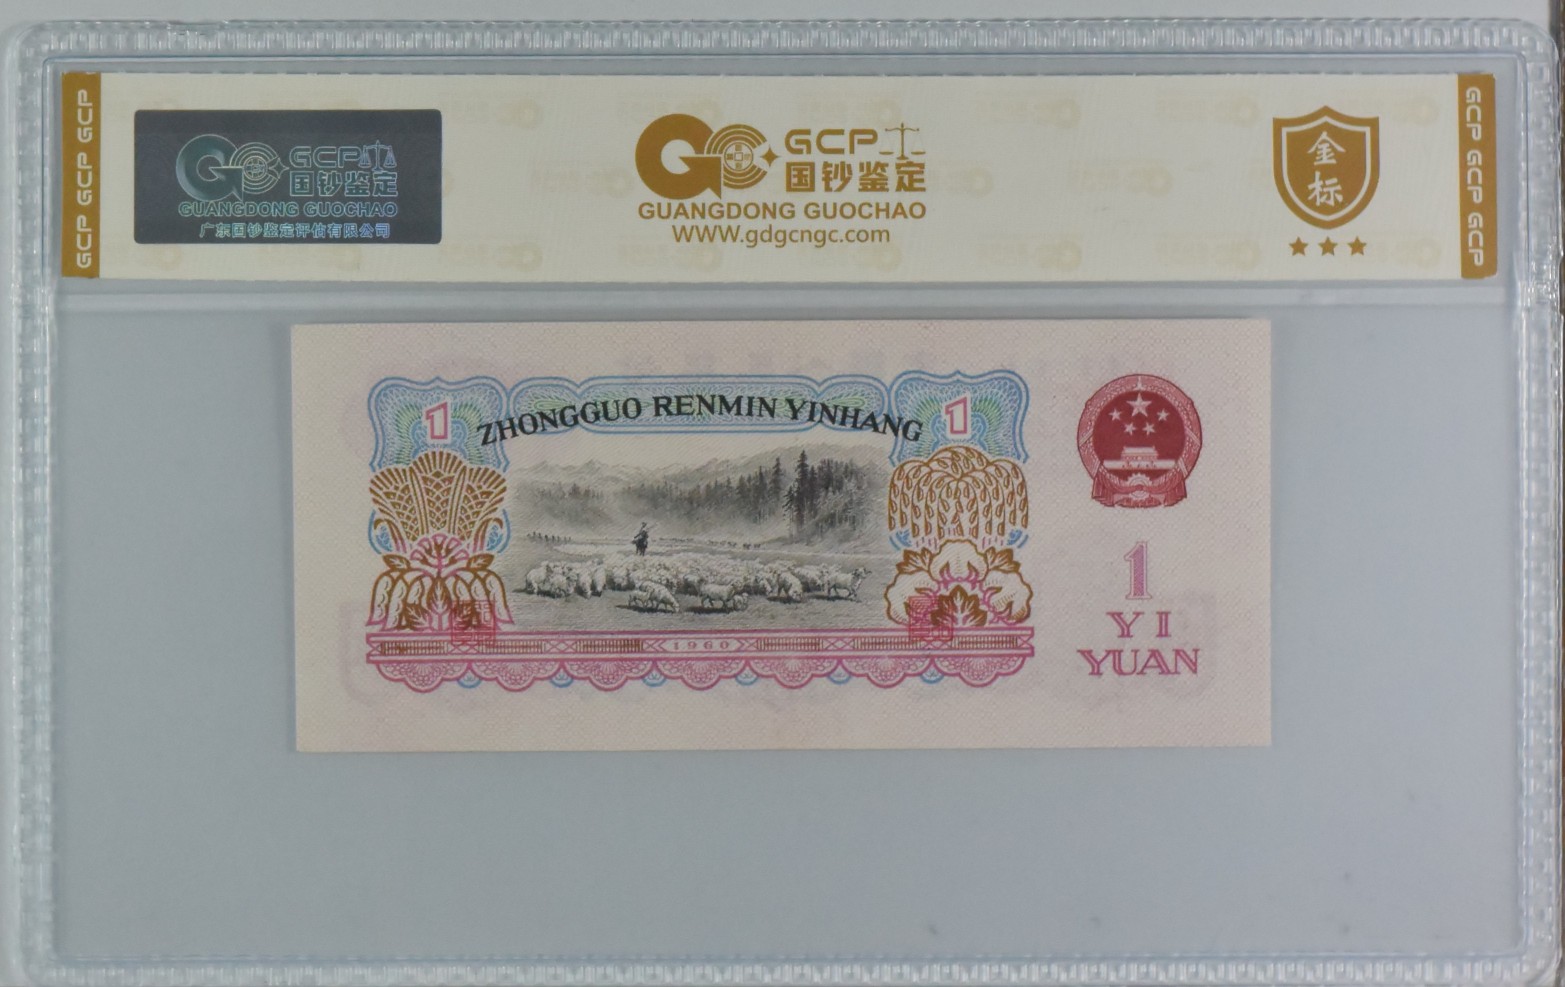 GCP GCP GCP
GCP
国钞鉴定
GUANGDONG GUOCHAO
广东国钞鉴定评估有限公司
GCP
国钞鉴定
GUANGDONG GUOCHAO
WWW.gdgcngc.com
金
标
GCP GCP GCP
1
ZHONGGUO RENMIN YINHANG
1
1960
1
YI
YUAN